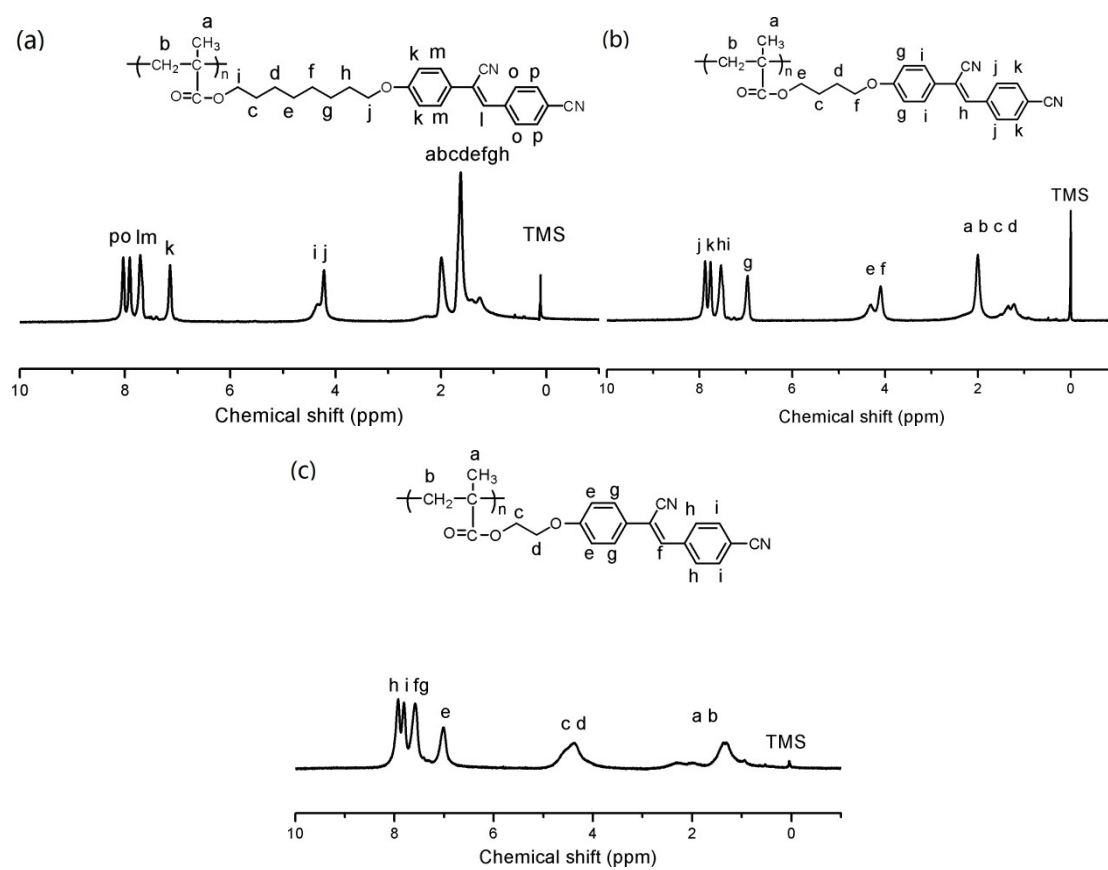 (a)
a
b
CH₃
k m
CH₂ C
n
i d f h O CN
o p
O O
c e g j
k m l
CN
o p
abcdefgh
po lm k
i j
TMS
10 8 6 4 2 0
Chemical shift (ppm)
(b)
a
b
CH₃
g i
CH₂ C
n
e d O CN
j k
O O
c f
g i h
CN
j k
TMS
j k hi
g
e f
a b c d
10 8 6 4 2 0
Chemical shift (ppm)
(c)
a
b
CH₃
e g
CH₂ C
n
c O CN
h i
O O
d
e g f
CN
h i
h i fg
e
c d
a b
TMS
10 8 6 4 2 0
Chemical shift (ppm)